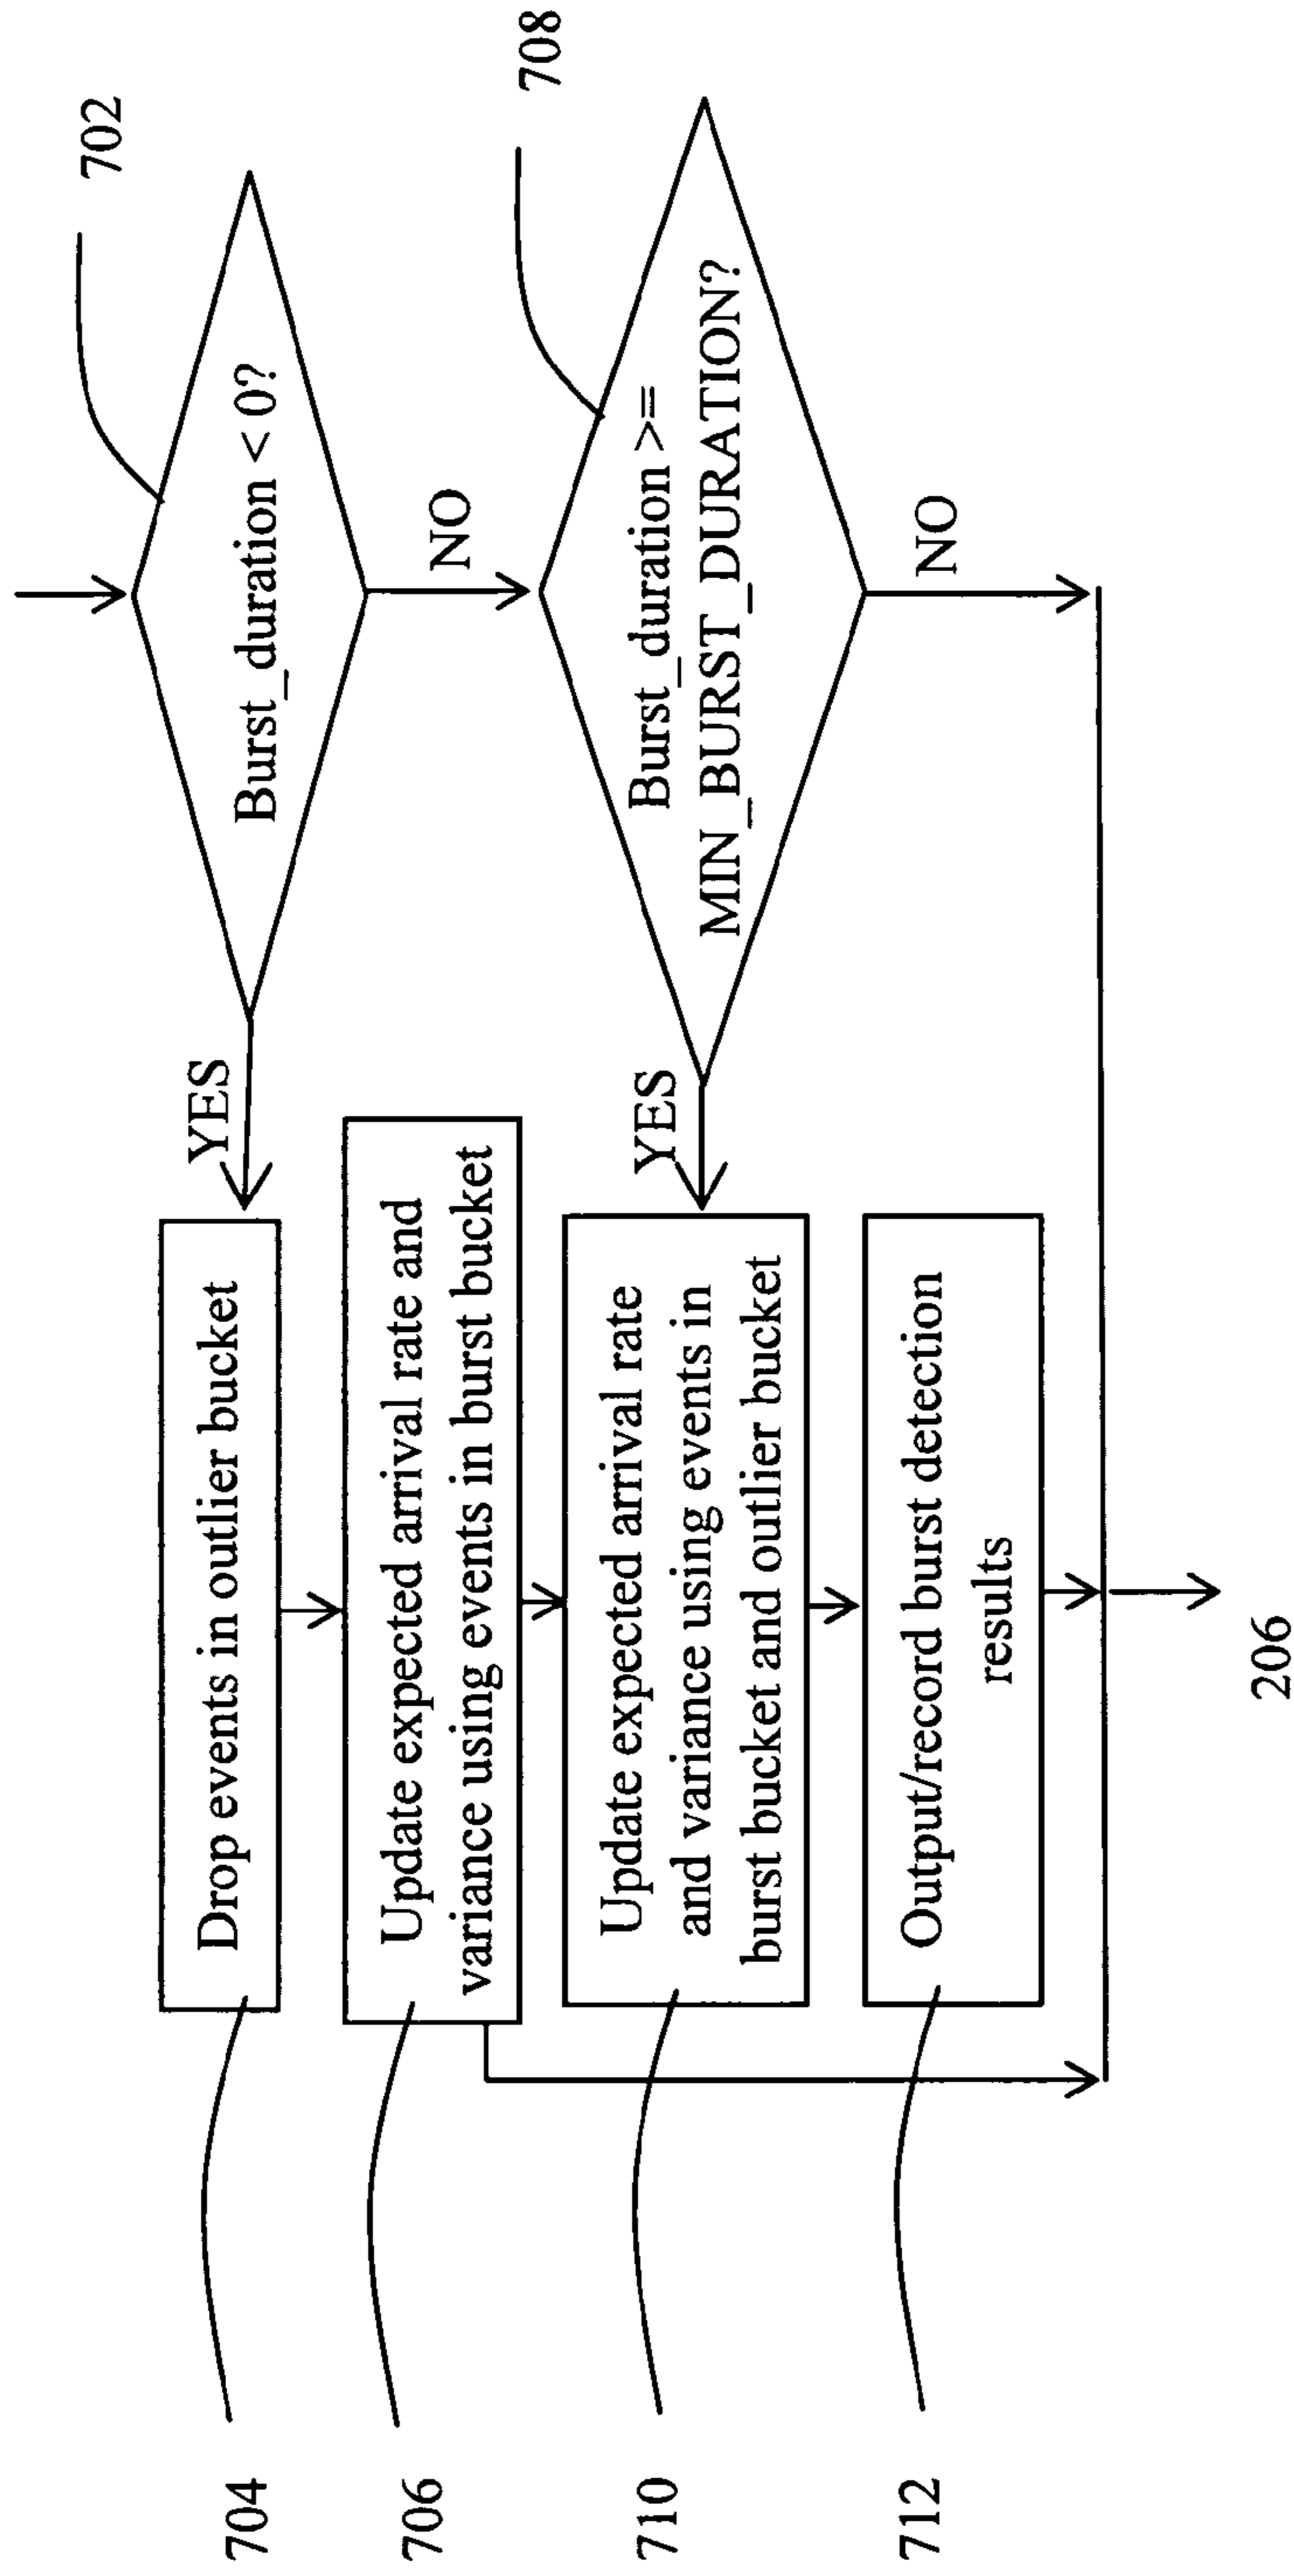 702
Burst_duration < 0?
YES
NO
704
Drop events in outlier bucket
706
Update expected arrival rate and
variance using events in burst bucket
708
Burst_duration >=
MIN_BURST_DURATION?
YES
NO
710
Update expected arrival rate
and variance using events in
burst bucket and outlier bucket
712
Output/record burst detection
results
206